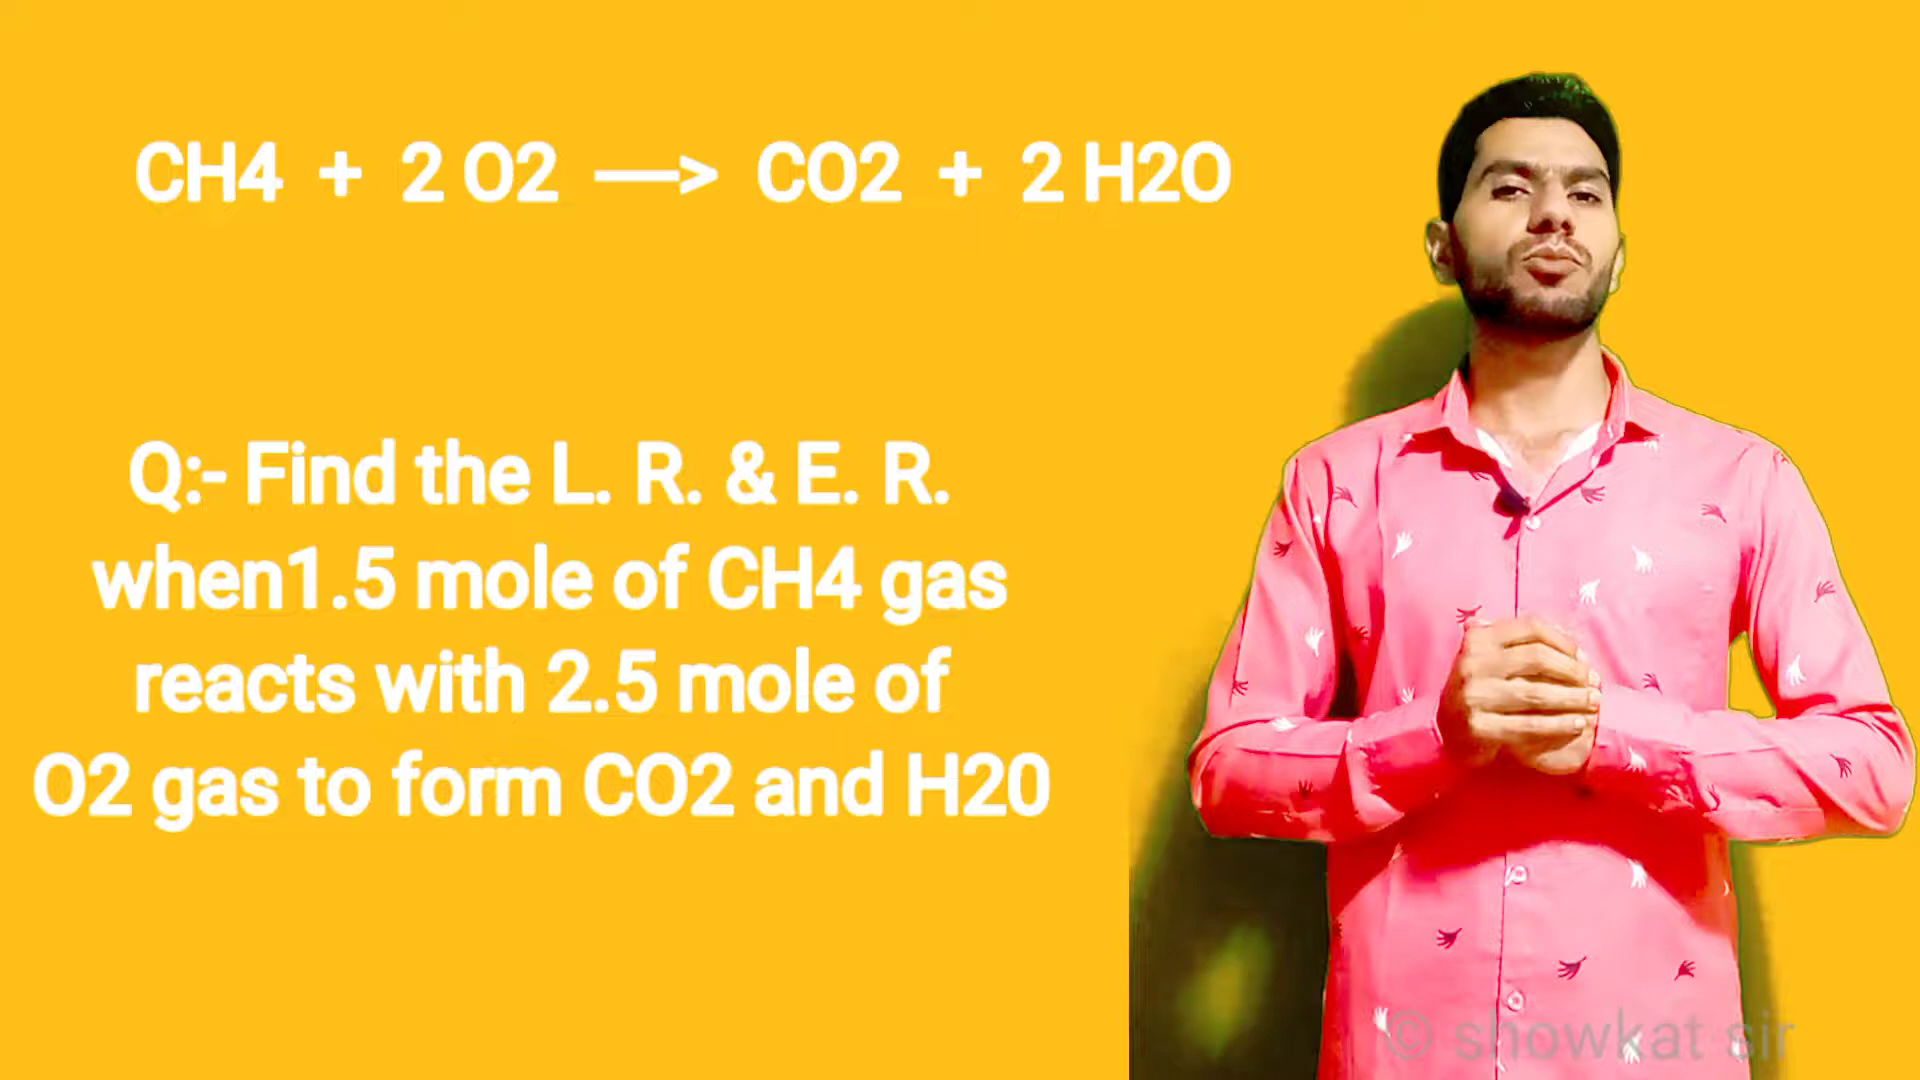 CH4 + 2 O2 —> CO2 + 2 H2O
Q:- Find the L. R. & E. R.
when1.5 mole of CH4 gas
reacts with 2.5 mole of
O2 gas to form CO2 and H20
© showkat sir